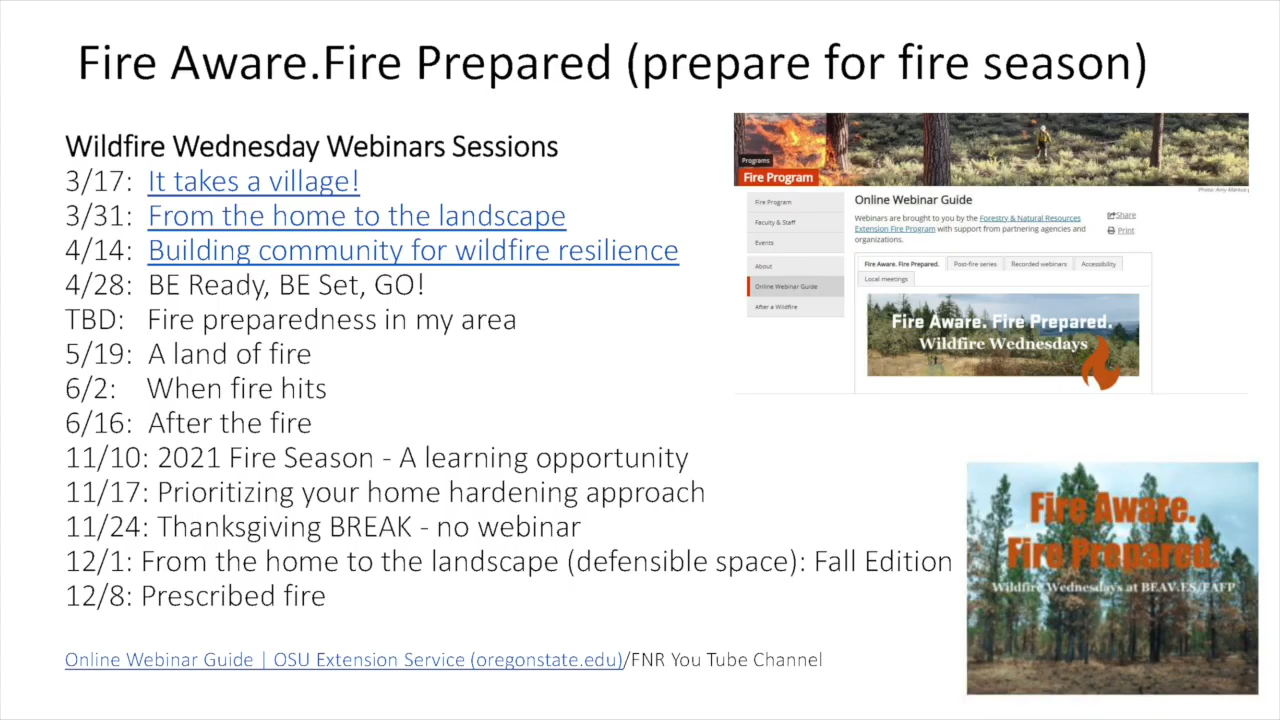 Fire Aware.Fire Prepared (prepare for fire season)
Wildfire Wednesday Webinars Sessions
3/17: It takes a village!
3/31: From the home to the landscape
4/14: Building community for wildfire resilience
4/28: BE Ready, BE Set, GO!
TBD: Fire preparedness in my area
5/19: A land of fire
6/2: When fire hits
6/16: After the fire
11/10: 2021 Fire Season - A learning opportunity
11/17: Prioritizing your home hardening approach
11/24: Thanksgiving BREAK - no webinar
12/1: From the home to the landscape (defensible space): Fall Edition
12/8: Prescribed fire
Online Webinar Guide | OSU Extension Service (oregonstate.edu)/FNR You Tube Channel
Programs
Fire Program
Photo: Amy Markus
Fire Program
Faculty & Staff
Events
About
Online Webinar Guide
After a Wildfire
Online Webinar Guide
Webinars are brought to you by the Forestry & Natural Resources
Extension Fire Program with support from partnering agencies and
organizations.
Share
Print
Fire Aware. Fire Prepared.
Post-fire series
Recorded webinars
Accessibility
Local meetings
Fire Aware. Fire Prepared.
Wildfire Wednesdays
Fire Aware.
Fire Prepared.
Wildfire Wednesdays at BEAV.ES/FAFP